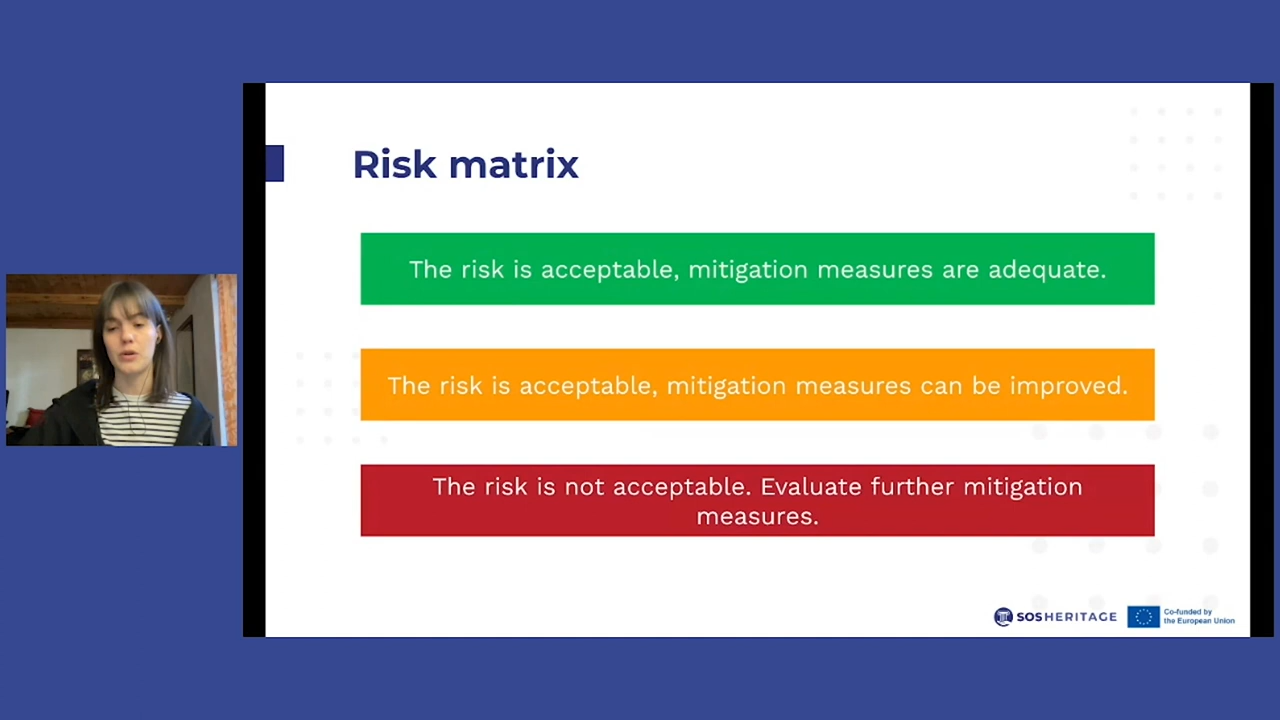 Risk matrix
The risk is acceptable, mitigation measures are adequate.
The risk is acceptable, mitigation measures can be improved.
The risk is not acceptable. Evaluate further mitigation
measures.
SOSHERITAGE
Co-funded by
the European Union